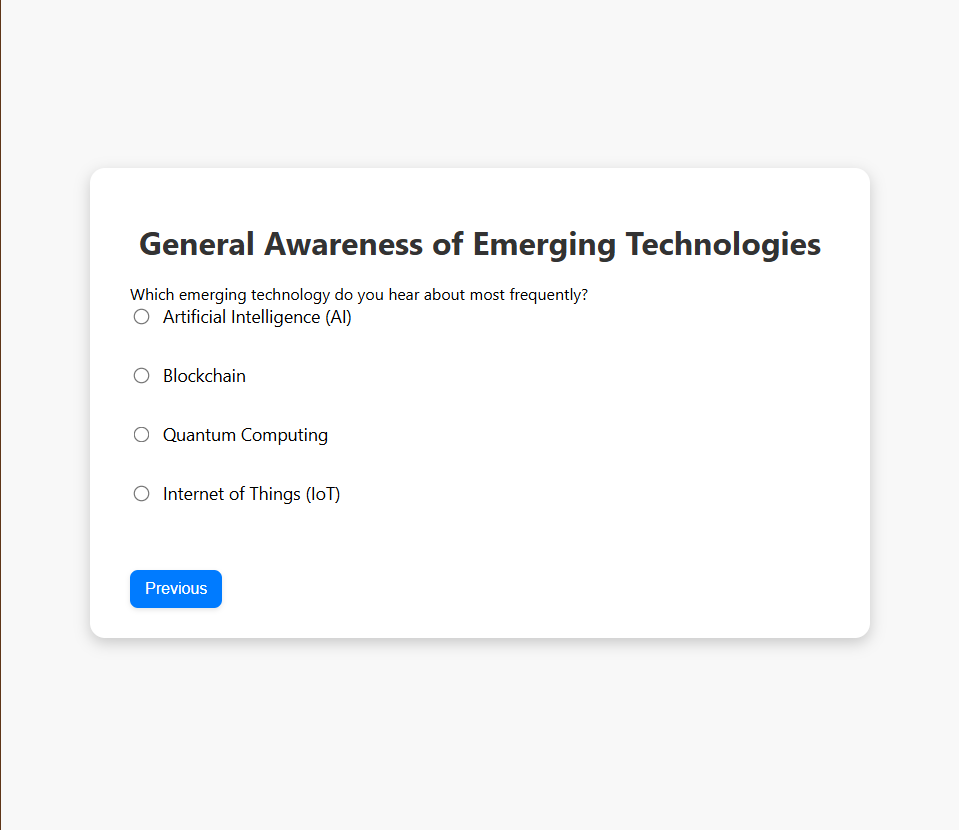 General Awareness of Emerging Technologies
Which emerging technology do you hear about most frequently?
Artificial Intelligence (AI)
Blockchain
Quantum Computing
Internet of Things (IoT)
Previous